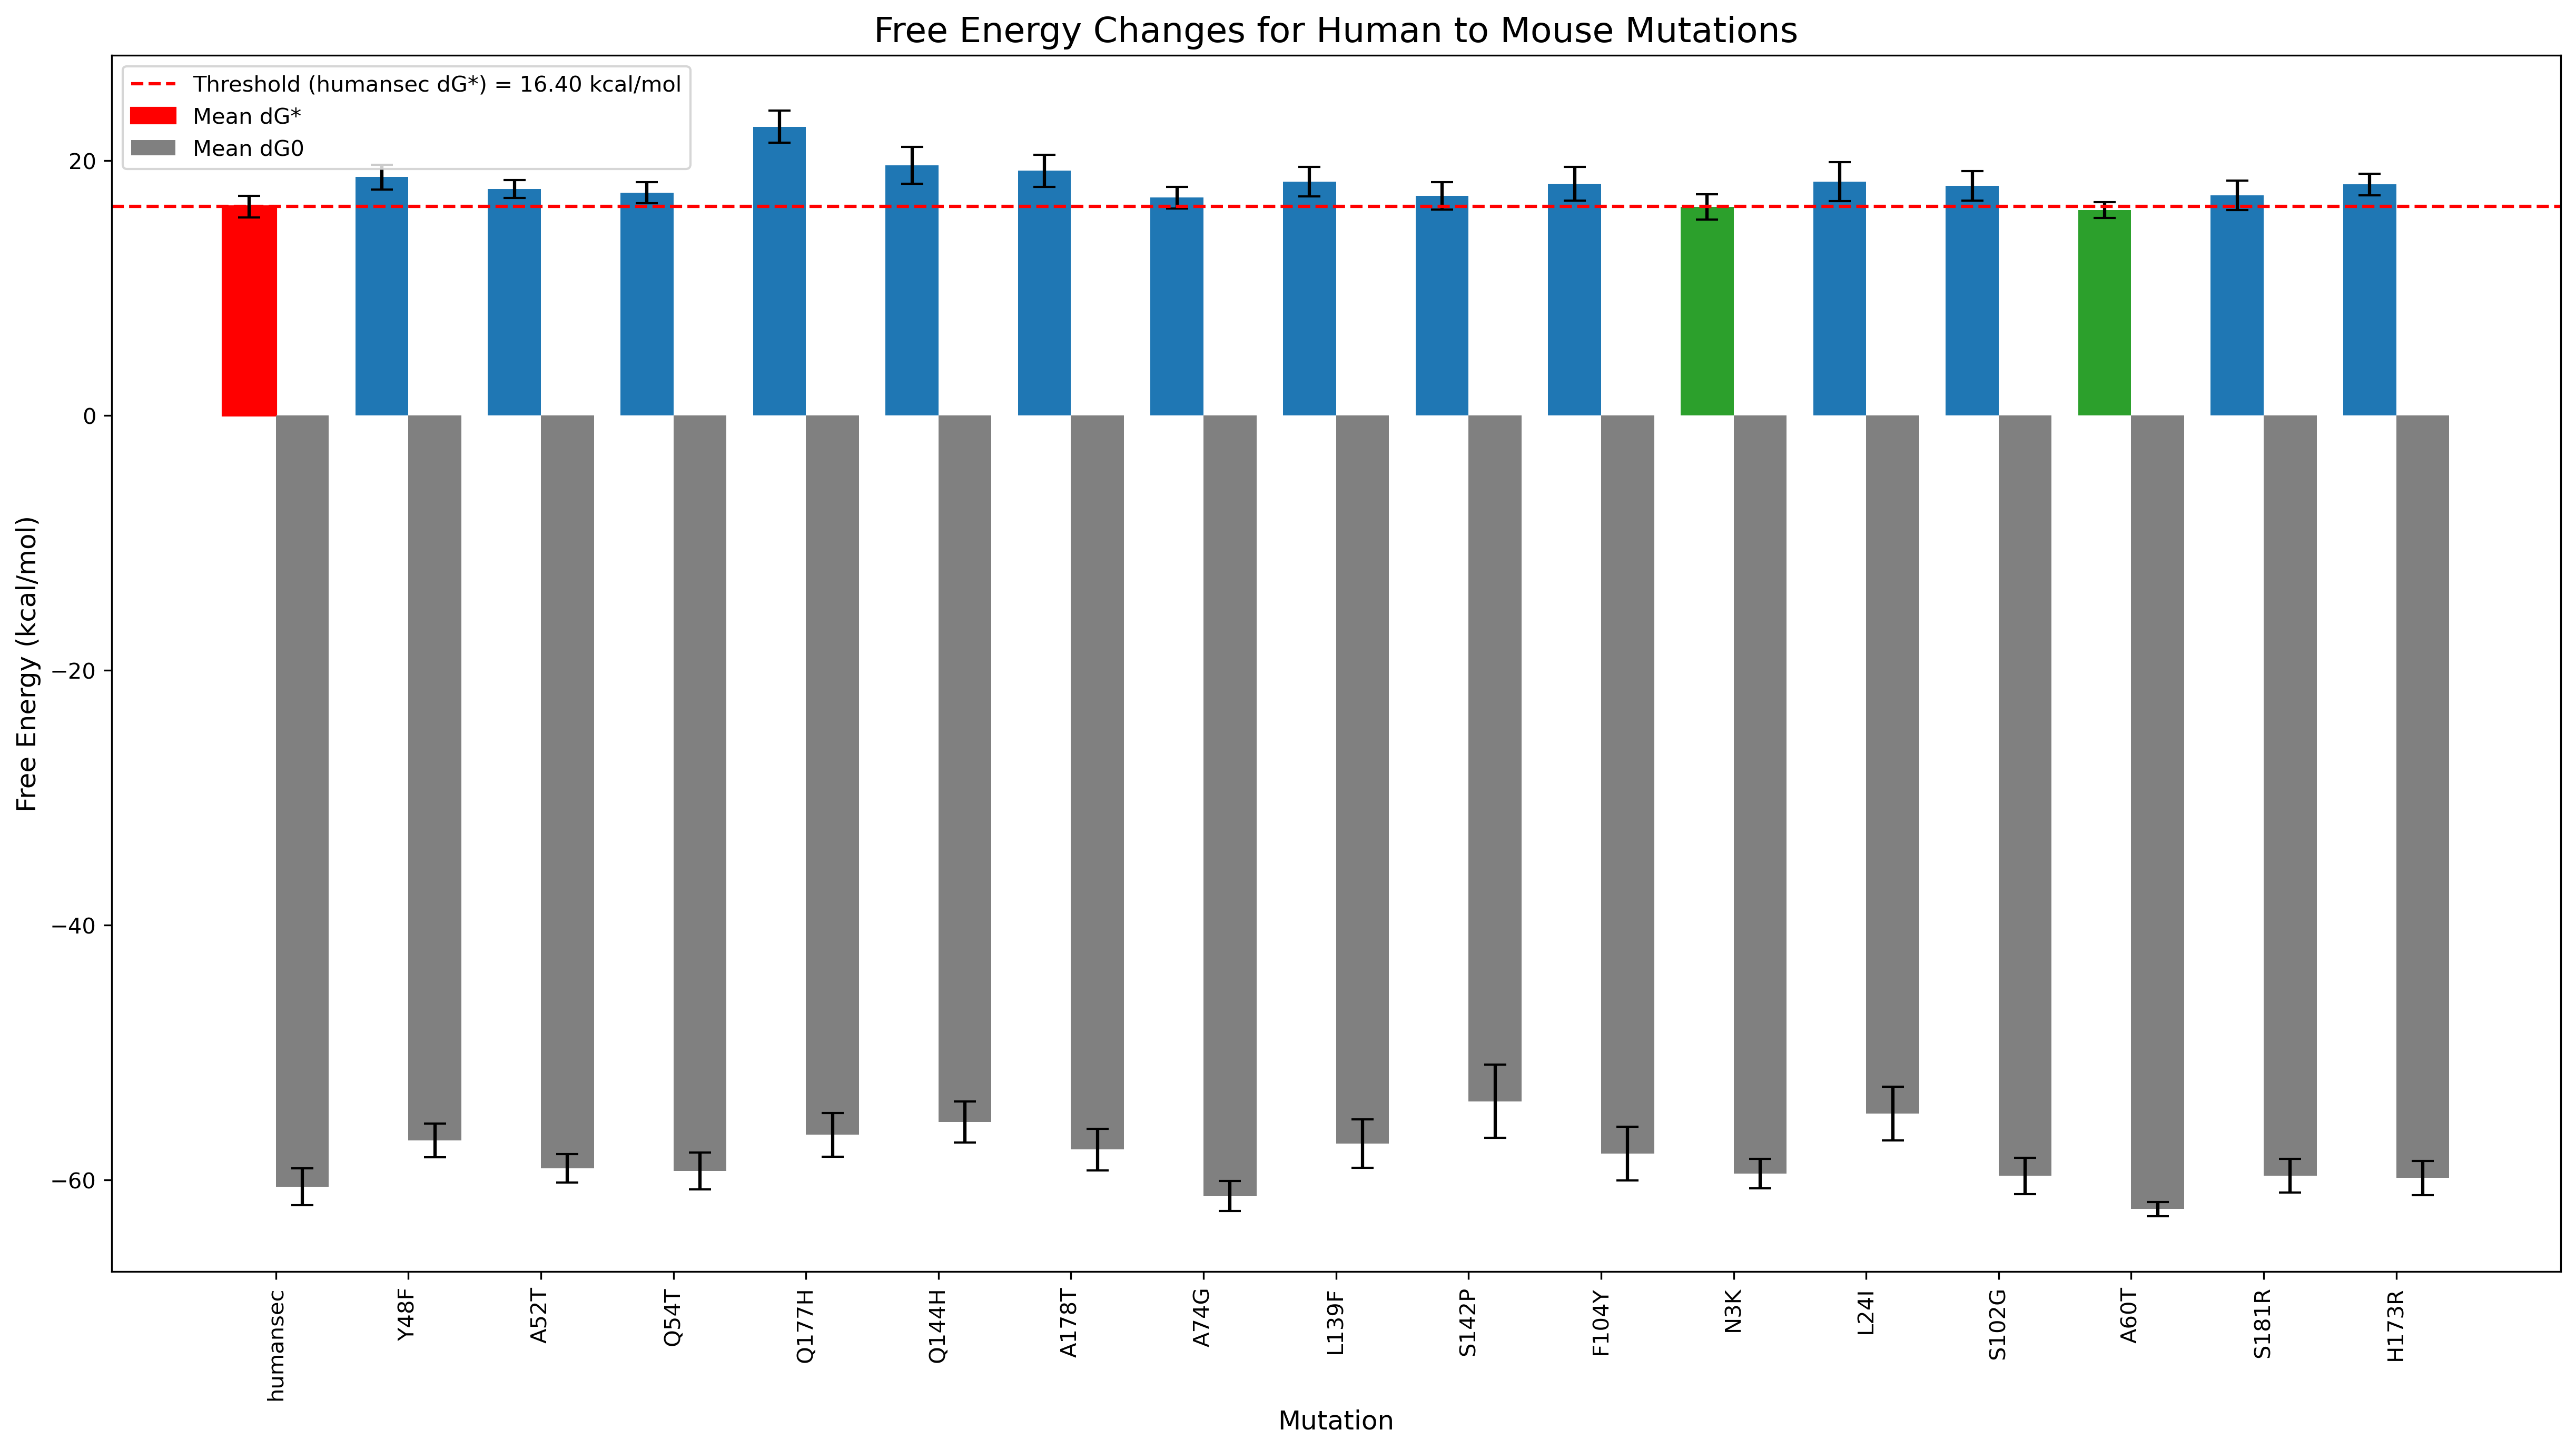 Free Energy Changes for Human to Mouse Mutations
Threshold (humansec dG*) = 16.40 kcal/mol
Mean dG*
Mean dG0
Free Energy (kcal/mol)
20
0
−20
−40
−60
humansec
Y48F
A52T
Q54T
Q177H
Q144H
A178T
A74G
L139F
S142P
F104Y
N3K
L24I
S102G
A60T
S181R
H173R
Mutation